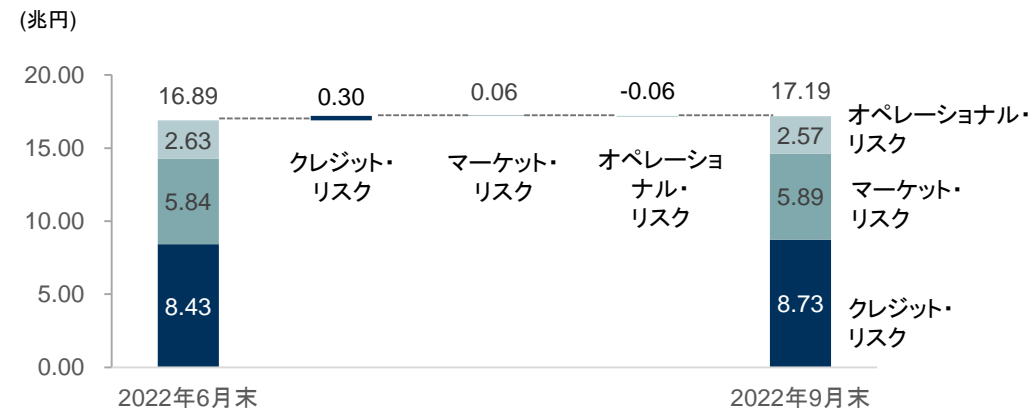 (兆円)
20.00
15.00
10.00
5.00
0.00
16.89
2.63
5.84
8.43
2022年6月末
0.30
クレジット・
リスク
0.06
マーケット・
リスク
-0.06
オペレーショ
ナル・
リスク
17.19
2.57
5.89
8.73
2022年9月末
オペレーショナル・
リスク
マーケット・
リスク
クレジット・
リスク